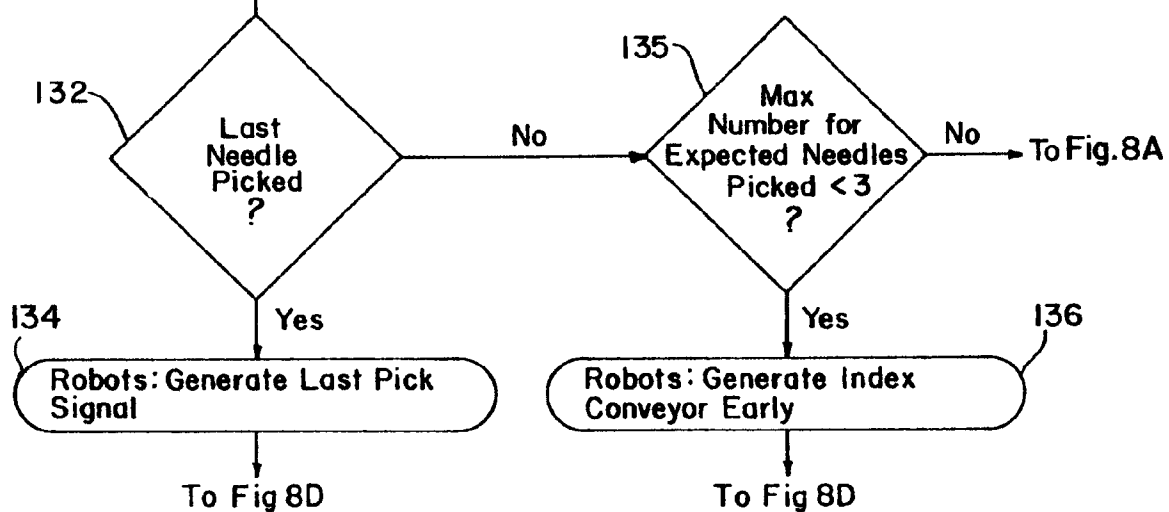 132
Last
Needle
Picked
?
No
135
Max
Number for
Expected Needles
Picked <3
?
No
To Fig. 8A
Yes
Yes
134
Robots: Generate Last Pick
Signal
136
Robots: Generate Index
Conveyor Early
To Fig 8D
To Fig 8D